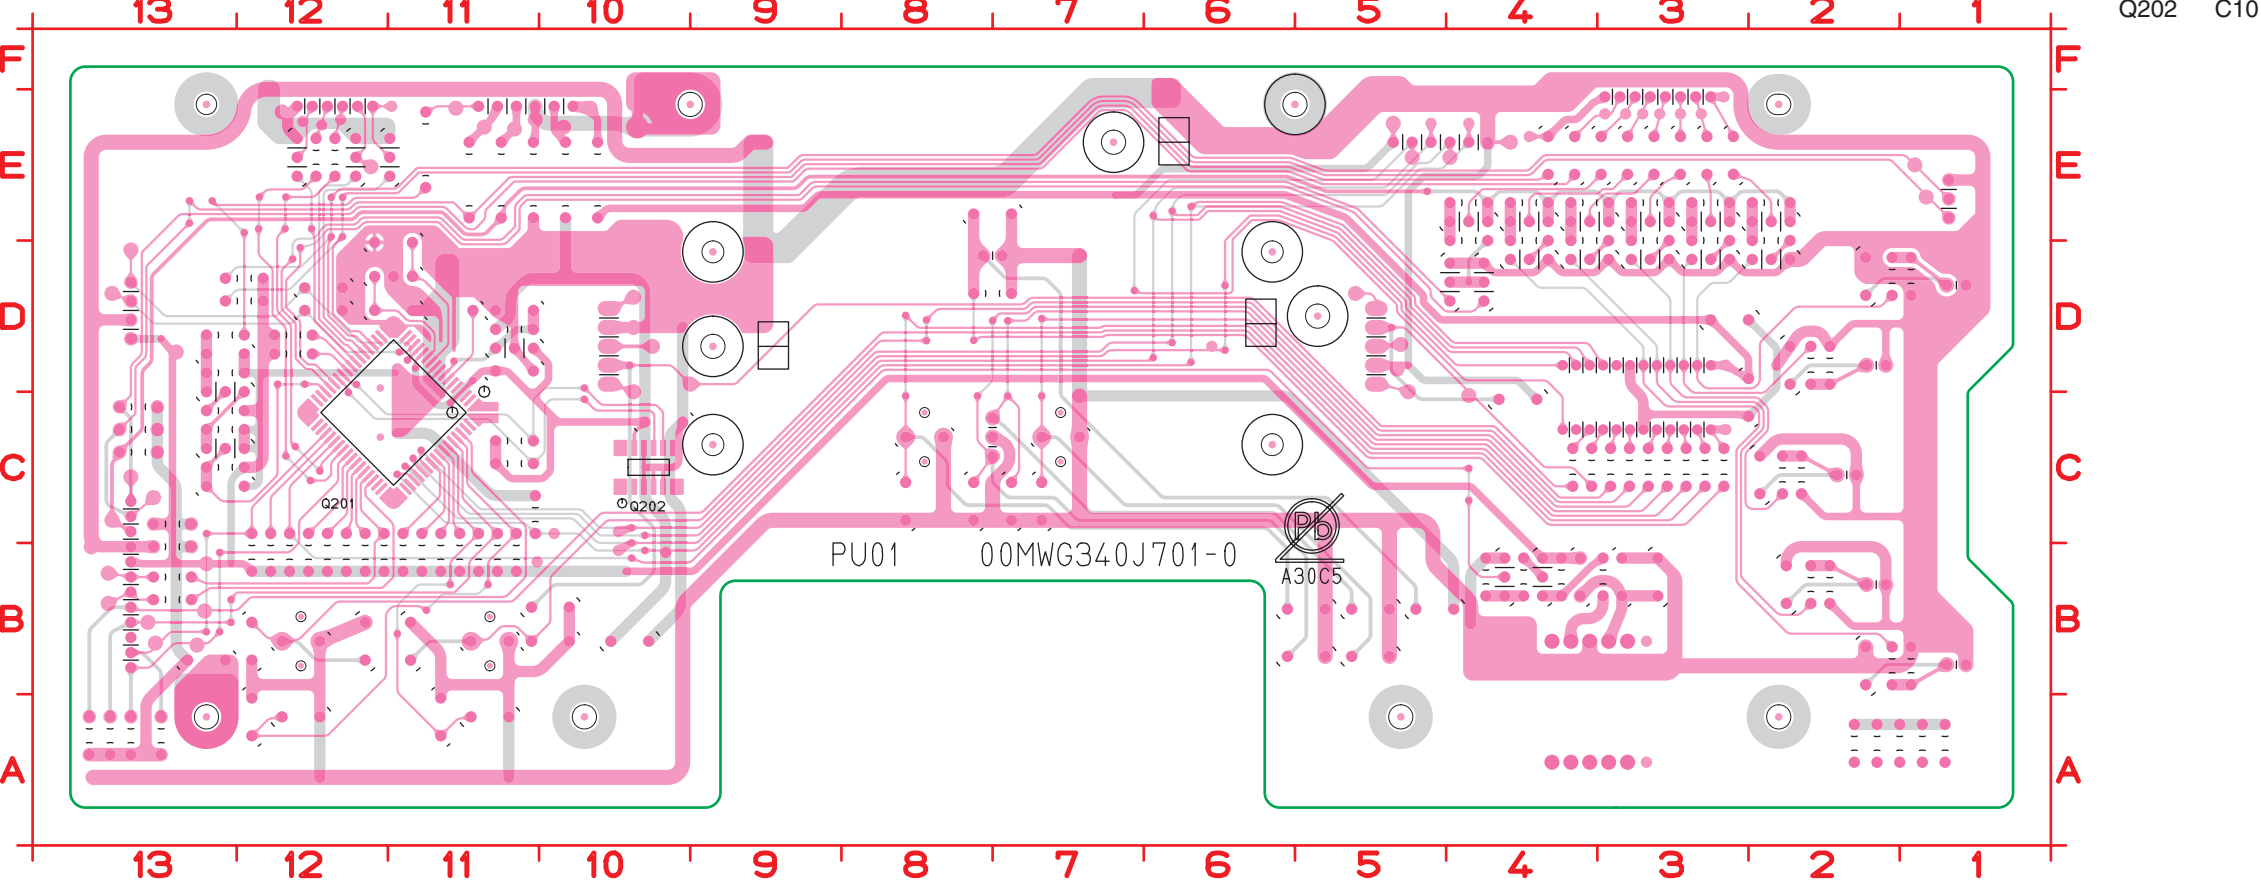 13 12 11 10 9 8 7 6 5 4 3 2 1
Q202 C10
F F
E E
D D
C C
Q201
Q202
Pb
PU01 00MWG340J701-0
A30C5
B B
A A
13 12 11 10 9 8 7 6 5 4 3 2 1